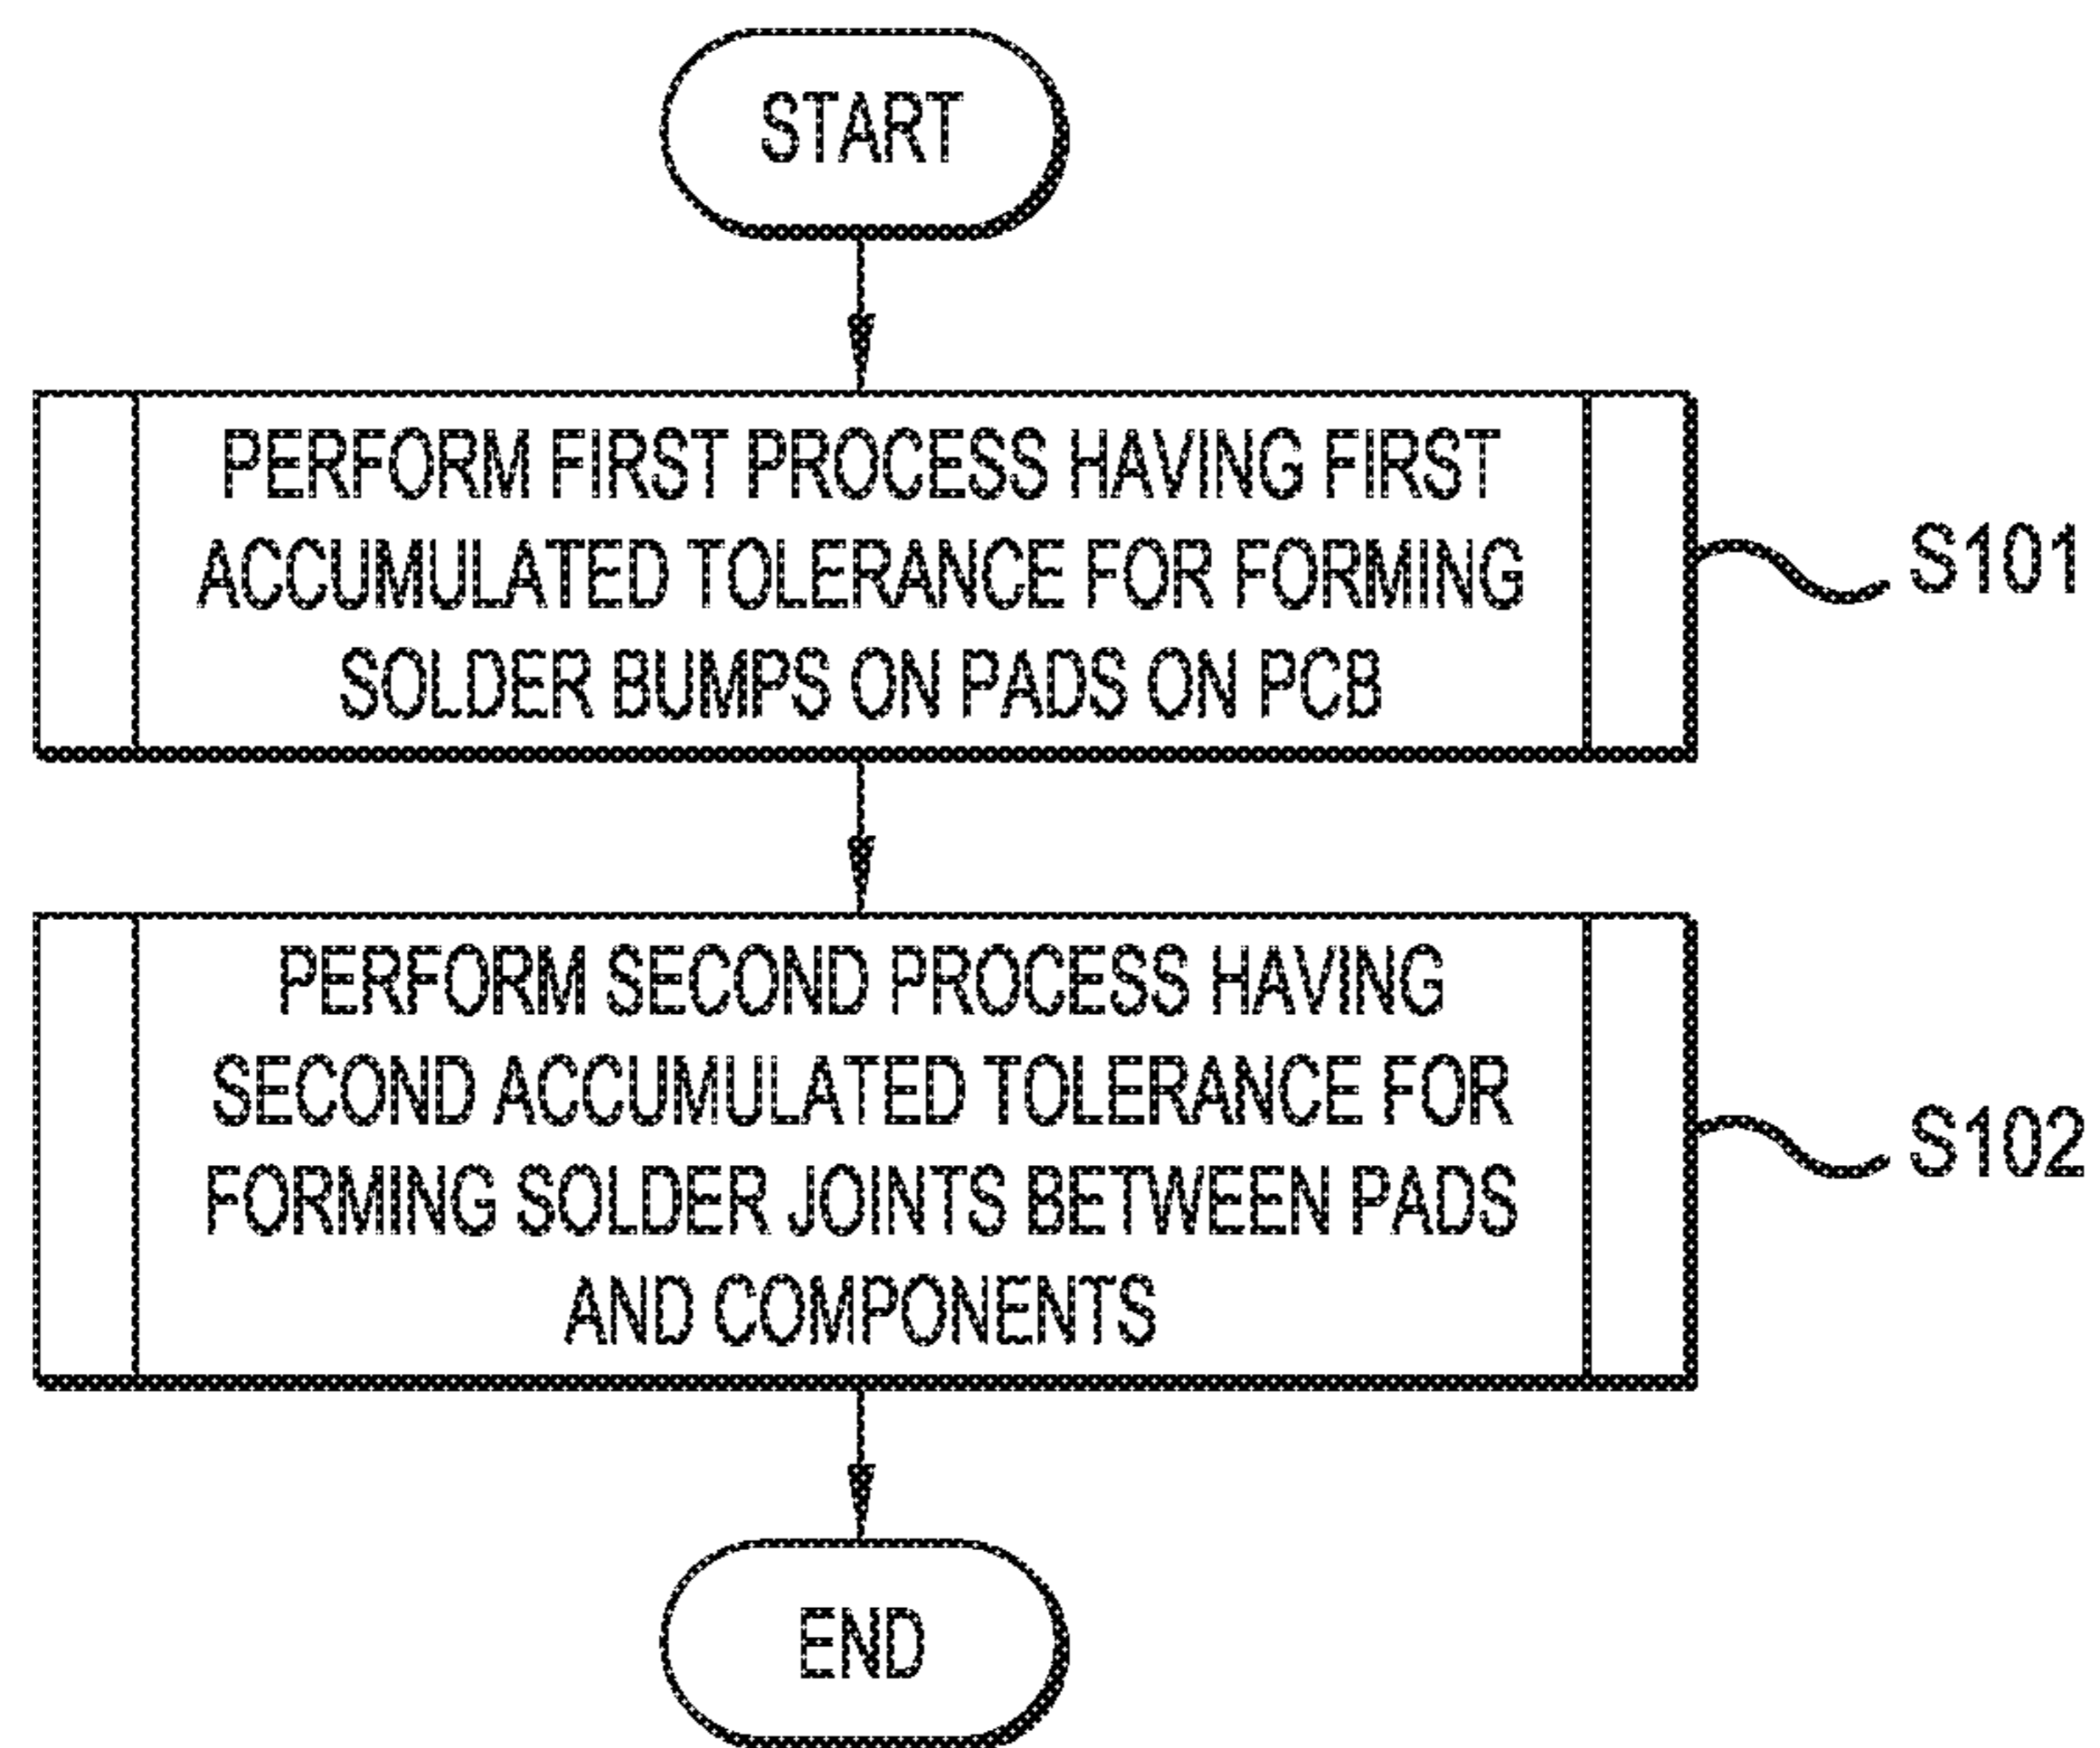 START
PERFORM FIRST PROCESS HAVING FIRST
ACCUMULATED TOLERANCE FOR FORMING
SOLDER BUMPS ON PADS ON PCB
S101
PERFORM SECOND PROCESS HAVING
SECOND ACCUMULATED TOLERANCE FOR
FORMING SOLDER JOINTS BETWEEN PADS
AND COMPONENTS
S102
END